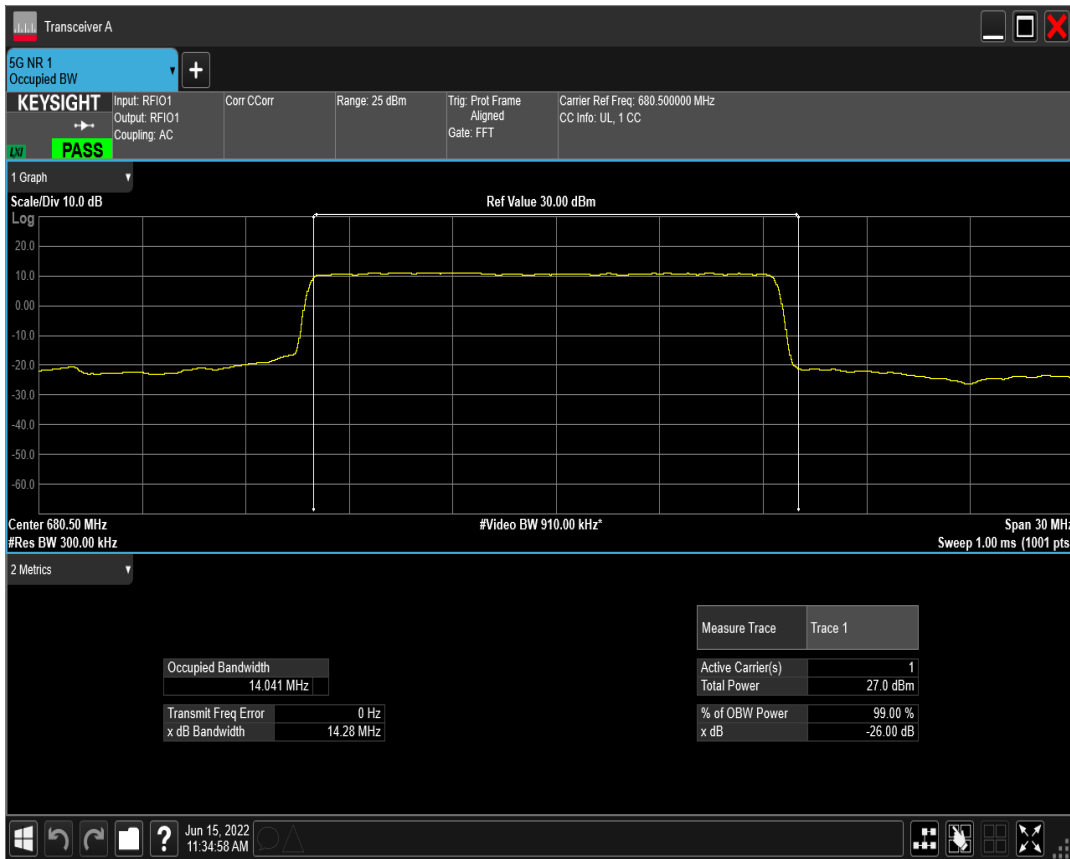 Transceiver A
5G NR 1
Occupied BW
KEYSIGHT
LXI
PASS
Input: RFIO1
Output: RFIO1
Coupling: AC
Corr CCorr
Range: 25 dBm
Trig: Prot Frame
Aligned
Gate: FFT
Carrier Ref Freq: 680.500000 MHz
CC Info: UL, 1 CC
1 Graph
Scale/Div 10.0 dB
Ref Value 30.00 dBm
Log
20.0
10.0
0.00
-10.0
-20.0
-30.0
-40.0
-50.0
-60.0
Center 680.50 MHz
#Video BW 910.00 kHz*
Span 30 MHz
#Res BW 300.00 kHz
Sweep 1.00 ms (1001 pts
2 Metrics
Measure Trace Trace 1
Occupied Bandwidth
14.041 MHz
Active Carrier(s) 1
Total Power 27.0 dBm
Transmit Freq Error 0 Hz
x dB Bandwidth 14.28 MHz
% of OBW Power 99.00 %
x dB -26.00 dB
?
Jun 15, 2022
11:34:58 AM